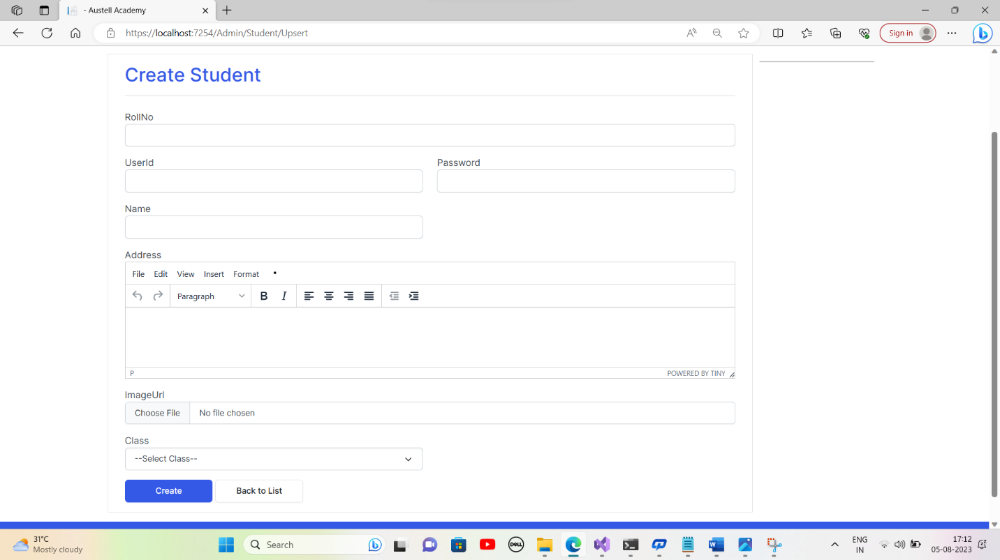 - Austell Academy
https://localhost:7254/Admin/Student/Upsert
Sign in
Create Student
RollNo
UserId Password
Name
Address
File Edit View Insert Format
Paragraph B I
P POWERED BY TINY
ImageUrl
Choose File No file chosen
Class
--Select Class--
Create Back to List
31°C
Mostly cloudy
Search
DELL
ENG
IN
17:12
05-08-2023